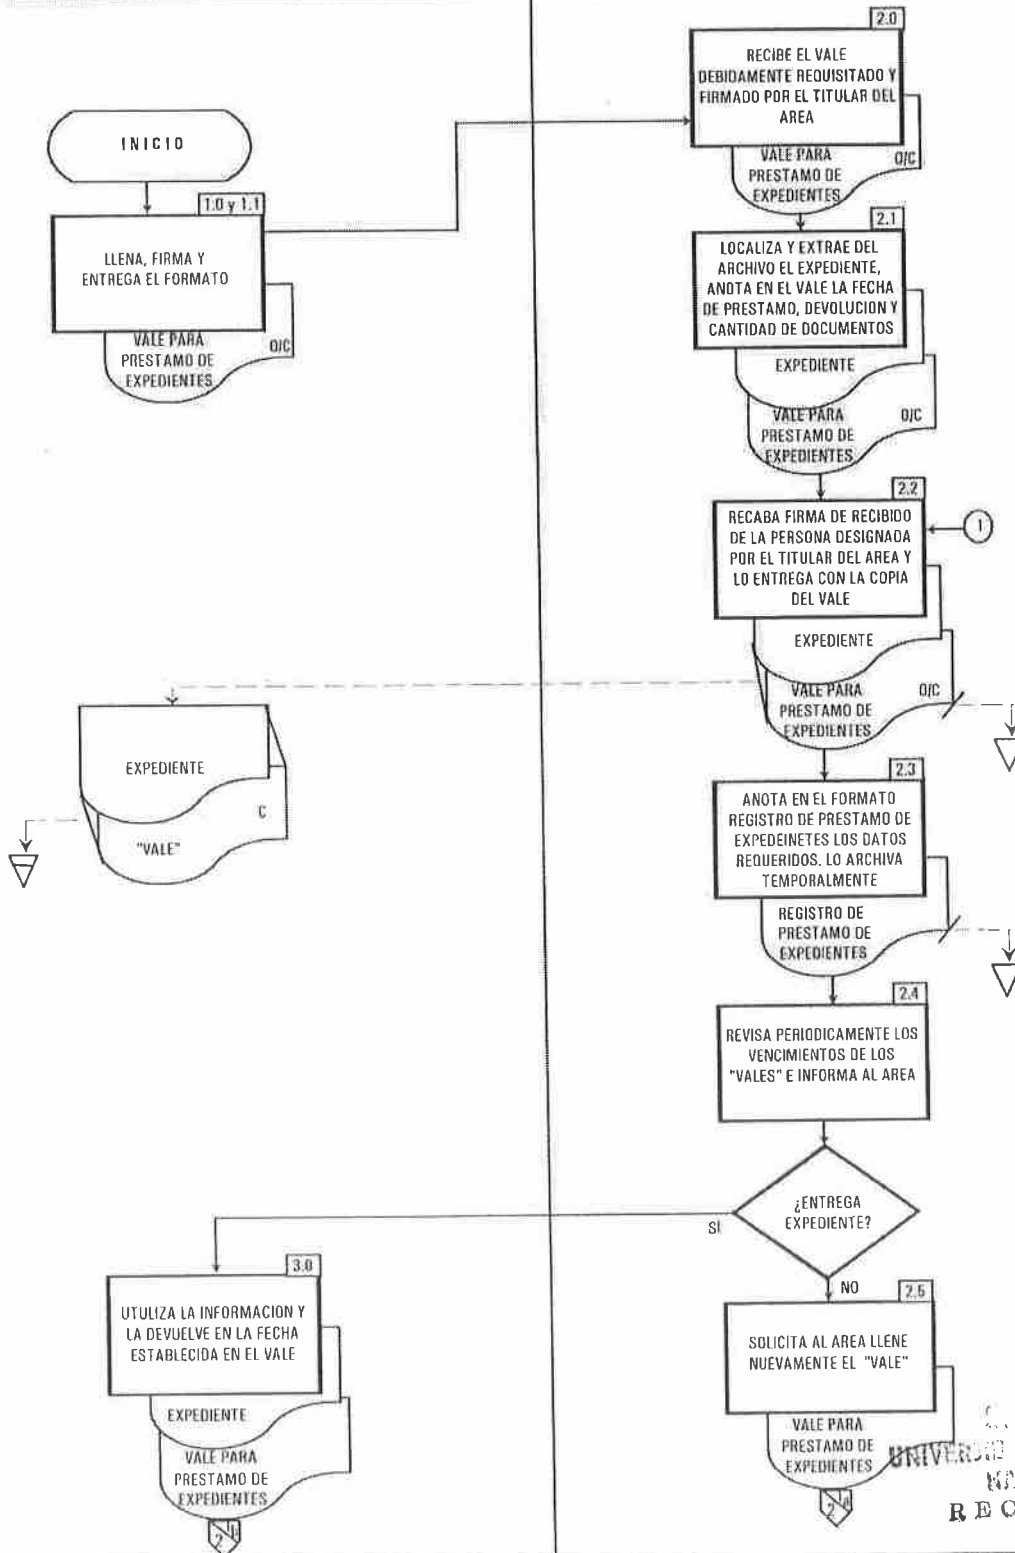 INICIO
1.0 y 1.1
LLENA, FIRMA Y
ENTREGA EL FORMATO
VALE PARA
PRESTAMO DE
EXPEDIENTES
O/C
2.0
RECIBE EL VALE
DEBIDAMENTE REQUISITADO Y
FIRMADO POR EL TITULAR DEL
AREA
VALE PARA
PRESTAMO DE
EXPEDIENTES
O/C
2.1
LOCALIZA Y EXTRAE DEL
ARCHIVO EL EXPEDIENTE,
ANOTA EN EL VALE LA FECHA
DE PRESTAMO, DEVOLUCION Y
CANTIDAD DE DOCUMENTOS
EXPEDIENTE
VALE PARA
PRESTAMO DE
EXPEDIENTES
O/C
2.2
RECABA FIRMA DE RECIBIDO
DE LA PERSONA DESIGNADA
POR EL TITULAR DEL AREA Y
LO ENTREGA CON LA COPIA
DEL VALE
1
EXPEDIENTE
VALE PARA
PRESTAMO DE
EXPEDIENTES
O/C
EXPEDIENTE
C
"VALE"
2.3
ANOTA EN EL FORMATO
REGISTRO DE PRESTAMO DE
EXPEDEINETES LOS DATOS
REQUERIDOS. LO ARCHIVA
TEMPORALMENTE
REGISTRO DE
PRESTAMO DE
EXPEDIENTES
2.4
REVISA PERIODICAMENTE LOS
VENCIMIENTOS DE LOS
"VALES" E INFORMA AL AREA
¿ENTREGA
EXPEDIENTE?
SI
NO
3.0
UTULIZA LA INFORMACION Y
LA DEVUELVE EN LA FECHA
ESTABLECIDA EN EL VALE
EXPEDIENTE
VALE PARA
PRESTAMO DE
EXPEDIENTES
2
2.5
SOLICITA AL AREA LLENE
NUEVAMENTE EL "VALE"
VALE PARA
PRESTAMO DE
EXPEDIENTES
2 a
REC